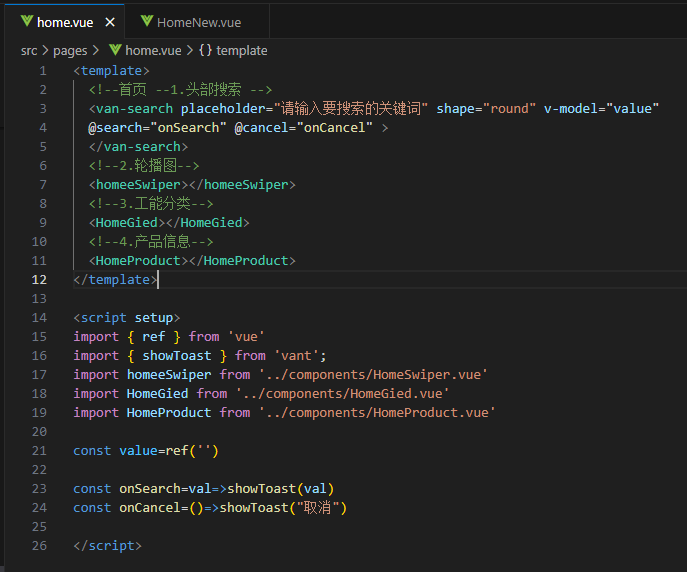 home.vue ×
HomeNew.vue
src > pages > home.vue > {} template
1 <template>
2 <!--首页 --1.头部搜索 -->
3 <van-search placeholder="请输入要搜索的关键词" shape="round" v-model="value"
4 @search="onSearch" @cancel="onCancel" >
5 </van-search>
6 <!--2.轮播图-->
7 <homeeSwiper></homeeSwiper>
8 <!--3.工能分类-->
9 <HomeGied></HomeGied>
10 <!--4.产品信息-->
11 <HomeProduct></HomeProduct>
12 </template>
13
14 <script setup>
15 import { ref } from 'vue'
16 import { showToast } from 'vant';
17 import homeeSwiper from '../components/HomeSwiper.vue'
18 import HomeGied from '../components/HomeGied.vue'
19 import HomeProduct from '../components/HomeProduct.vue'
20
21 const value=ref('')
22
23 const onSearch=val=>showToast(val)
24 const onCancel=()=>showToast("取消")
25
26 </script>